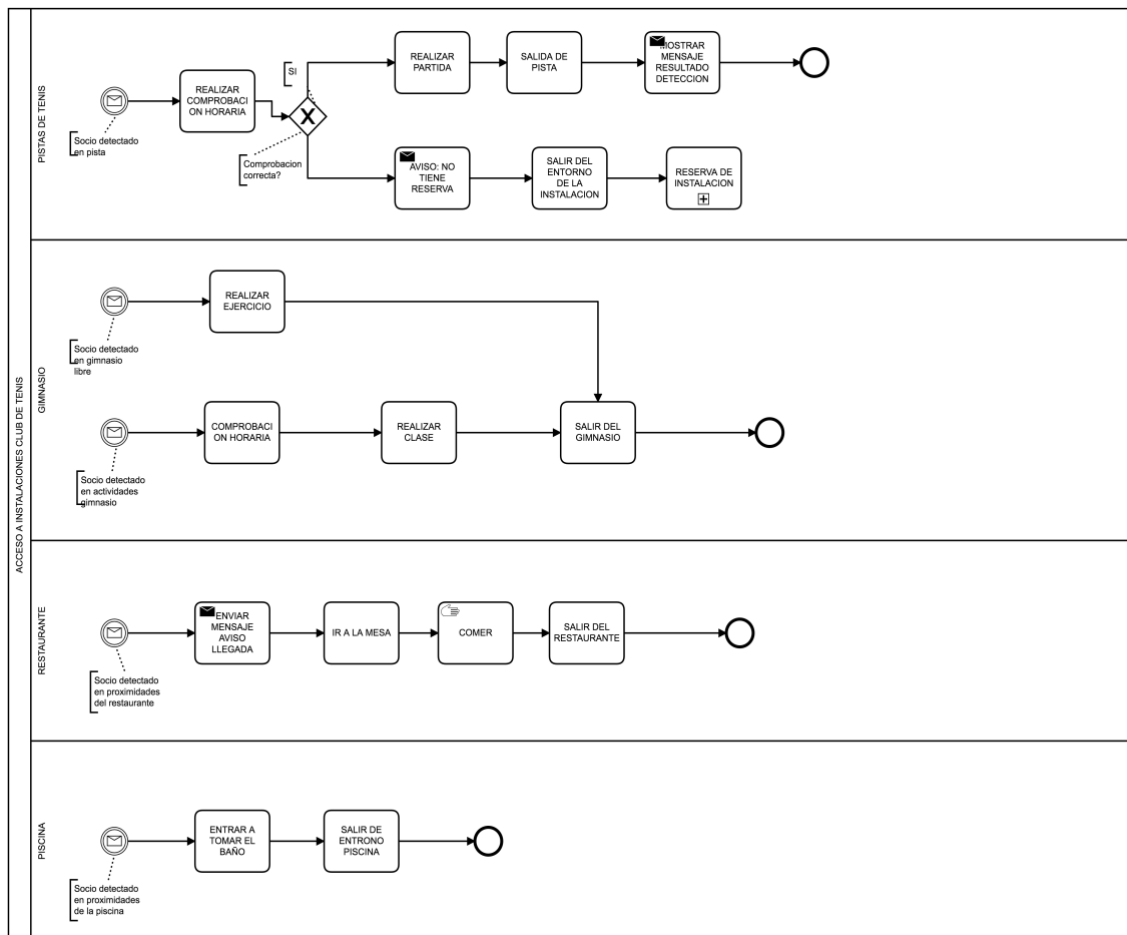 ACCESO A INSTALACIONES CLUB DE TENIS
PISTAS DE TENIS
Socio detectado
en pista
REALIZAR
COMPROBACI
ON HORARIA
SI
X
Comprobacion
correcta?
REALIZAR
PARTIDA
SALIDA DE
PISTA
MOSTRAR
MENSAJE
RESULTADO
DETECCION
AVISO: NO
TIENE
RESERVA
SALIR DEL
ENTORNO
DE LA
INSTALACION
RESERVA DE
INSTALACION
GIMNASIO
Socio detectado
en gimnasio
libre
REALIZAR
EJERCICIO
Socio detectado
en actividades
gimnasio
COMPROBACI
ON HORARIA
REALIZAR
CLASE
SALIR DEL
GIMNASIO
RESTAURANTE
Socio detectado
en proximidades
del restaurante
ENVIAR
MENSAJE
AVISO
LLEGADA
IR A LA MESA
COMER
SALIR DEL
RESTAURANTE
PISCINA
Socio detectado
en proximidades
de la piscina
ENTRAR A
TOMAR EL
BAÑO
SALIR DE
ENTRONO
PISCINA